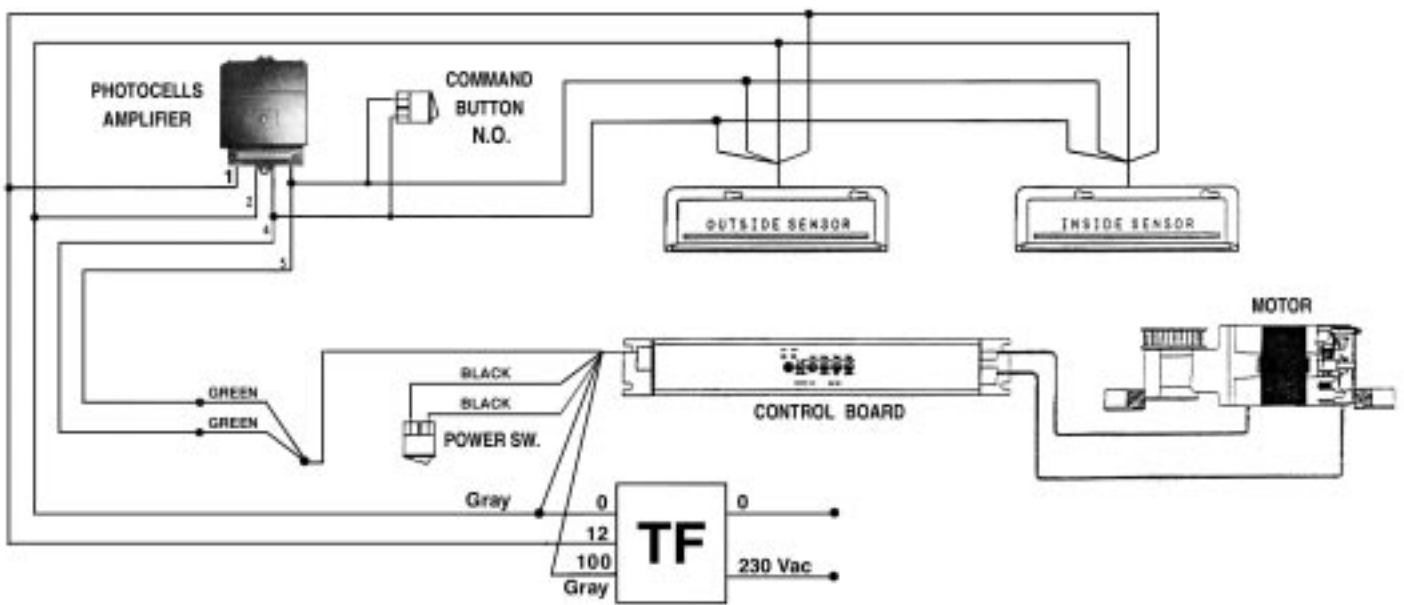 PHOTOCELLS
AMPLIFIER
COMMAND
BUTTON
N.O.
1
2
4
5
OUTSIDE SENSOR
INSIDE SENSOR
MOTOR
BLACK
BLACK
GREEN
GREEN
POWER SW.
CONTROL BOARD
Gray
0
0
12
TF
100
230 Vac
Gray